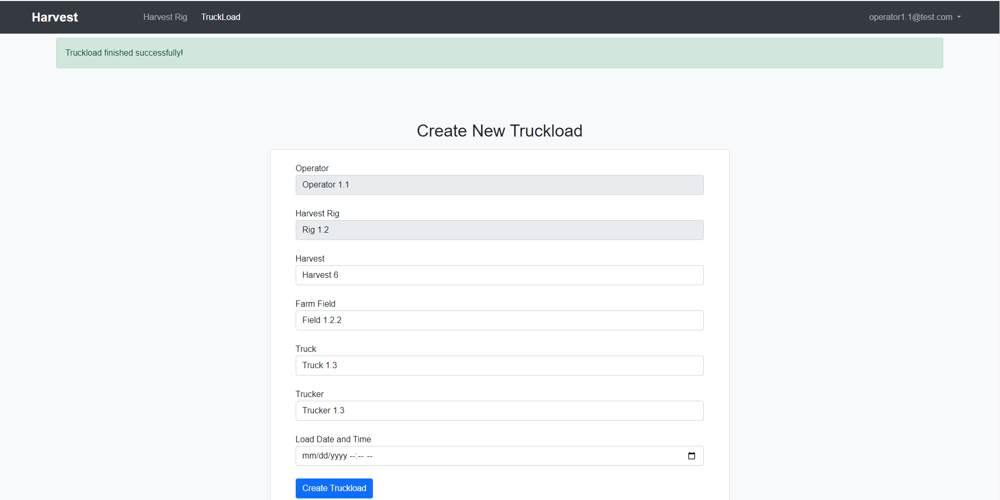 Harvest Harvest Rig TruckLoad operator1.1@test.com
Truckload finished successfully!
Create New Truckload
Operator
Operator 1.1
Harvest Rig
Rig 1.2
Harvest
Harvest 6
Farm Field
Field 1.2.2
Truck
Truck 1.3
Trucker
Trucker 1.3
Load Date and Time
mm/dd/yyyy --:-- --
Create Truckload